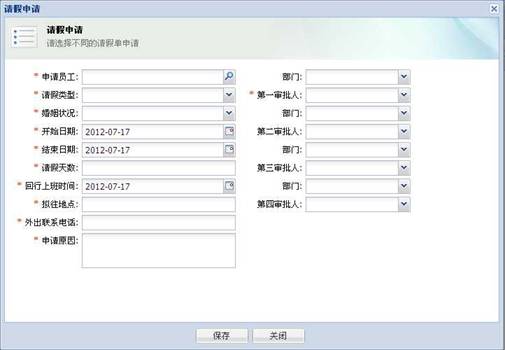 请假申请
请假申请
请选择不同的请假单申请
* 申请员工: 部门:
* 请假类型: * 第一审批人:
* 婚姻状况: 部门:
* 开始日期: 2012-07-17 第二审批人:
* 结束日期: 2012-07-17 部门:
* 请假天数: 第三审批人:
* 回行上班时间: 2012-07-17 部门:
* 拟往地点: 第四审批人:
* 外出联系电话:
* 申请原因:
保存 关闭